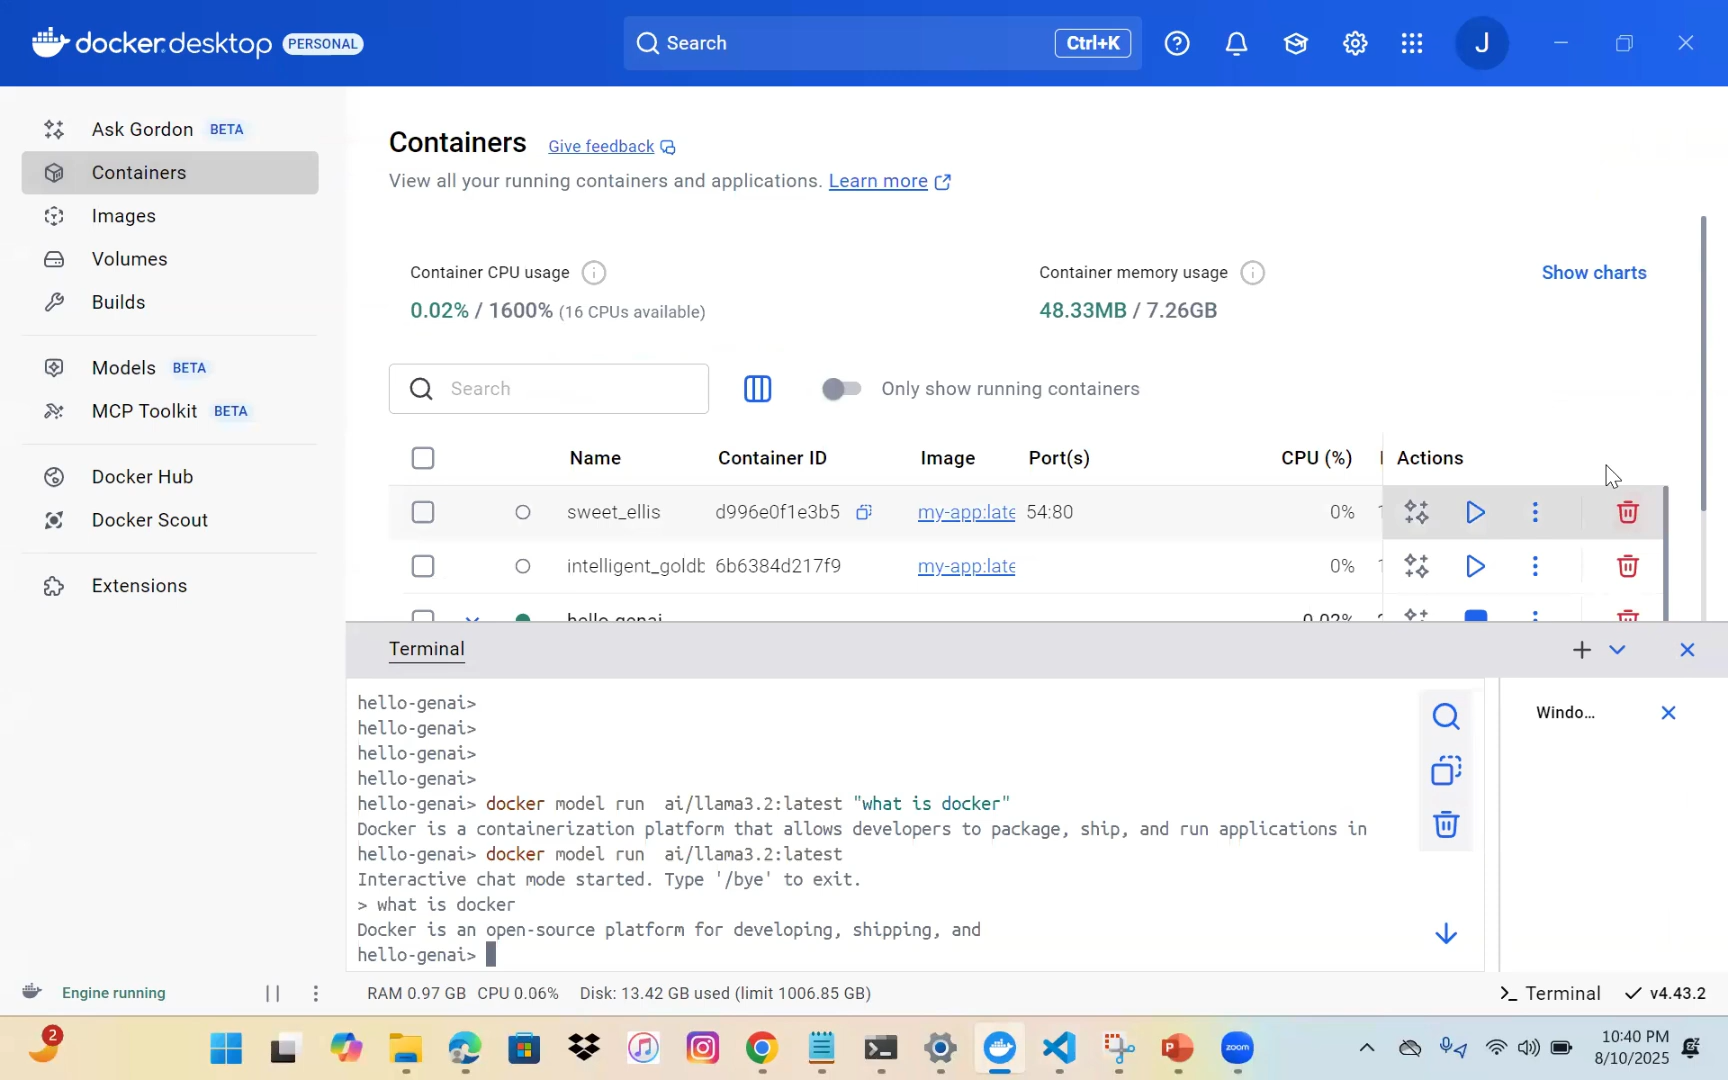 docker.desktop PERSONAL
Search
Ctrl+K
J
Ask Gordon BETA
Containers
Images
Volumes
Builds
Models BETA
MCP Toolkit BETA
Docker Hub
Docker Scout
Extensions
Containers Give feedback
View all your running containers and applications. Learn more
Container CPU usage
0.02% / 1600% (16 CPUs available)
Container memory usage
48.33MB / 7.26GB
Show charts
Search
Only show running containers
Name Container ID Image Port(s) CPU (%) Actions
sweet_ellis d996e0f1e3b5 my-app:late 54:80 0%
intelligent_goldb 6b6384d217f9 my-app:late 0%
hello-genai 0.02%
Terminal
hello-genai>
hello-genai>
hello-genai>
hello-genai>
hello-genai> docker model run  ai/llama3.2:latest "what is docker"
Docker is a containerization platform that allows developers to package, ship, and run applications in
hello-genai> docker model run  ai/llama3.2:latest
Interactive chat mode started. Type '/bye' to exit.
> what is docker
Docker is an open-source platform for developing, shipping, and
hello-genai>
Windo...
Engine running
RAM 0.97 GB CPU 0.06% Disk: 13.42 GB used (limit 1006.85 GB)
>_ Terminal
v4.43.2
2
zoom
10:40 PM
8/10/2025